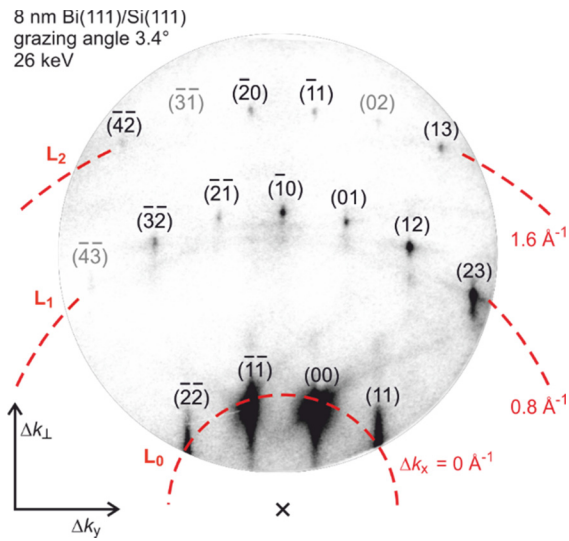 8 nm Bi(111)/Si(111)
grazing angle 3.4°
26 keV
(4̅2̅) (3̅1̅) (2̅0) (1̅1) (02) (13)
L₂
(3̅2̅) (2̅1̅) (1̅0) (01) (12)
1.6 Å⁻¹
(4̅3̅) (23)
L₁
(2̅2̅) (1̅1̅) (00) (11)
0.8 Å⁻¹
Δk⊥
L₀ Δkₓ = 0 Å⁻¹
Δky ×